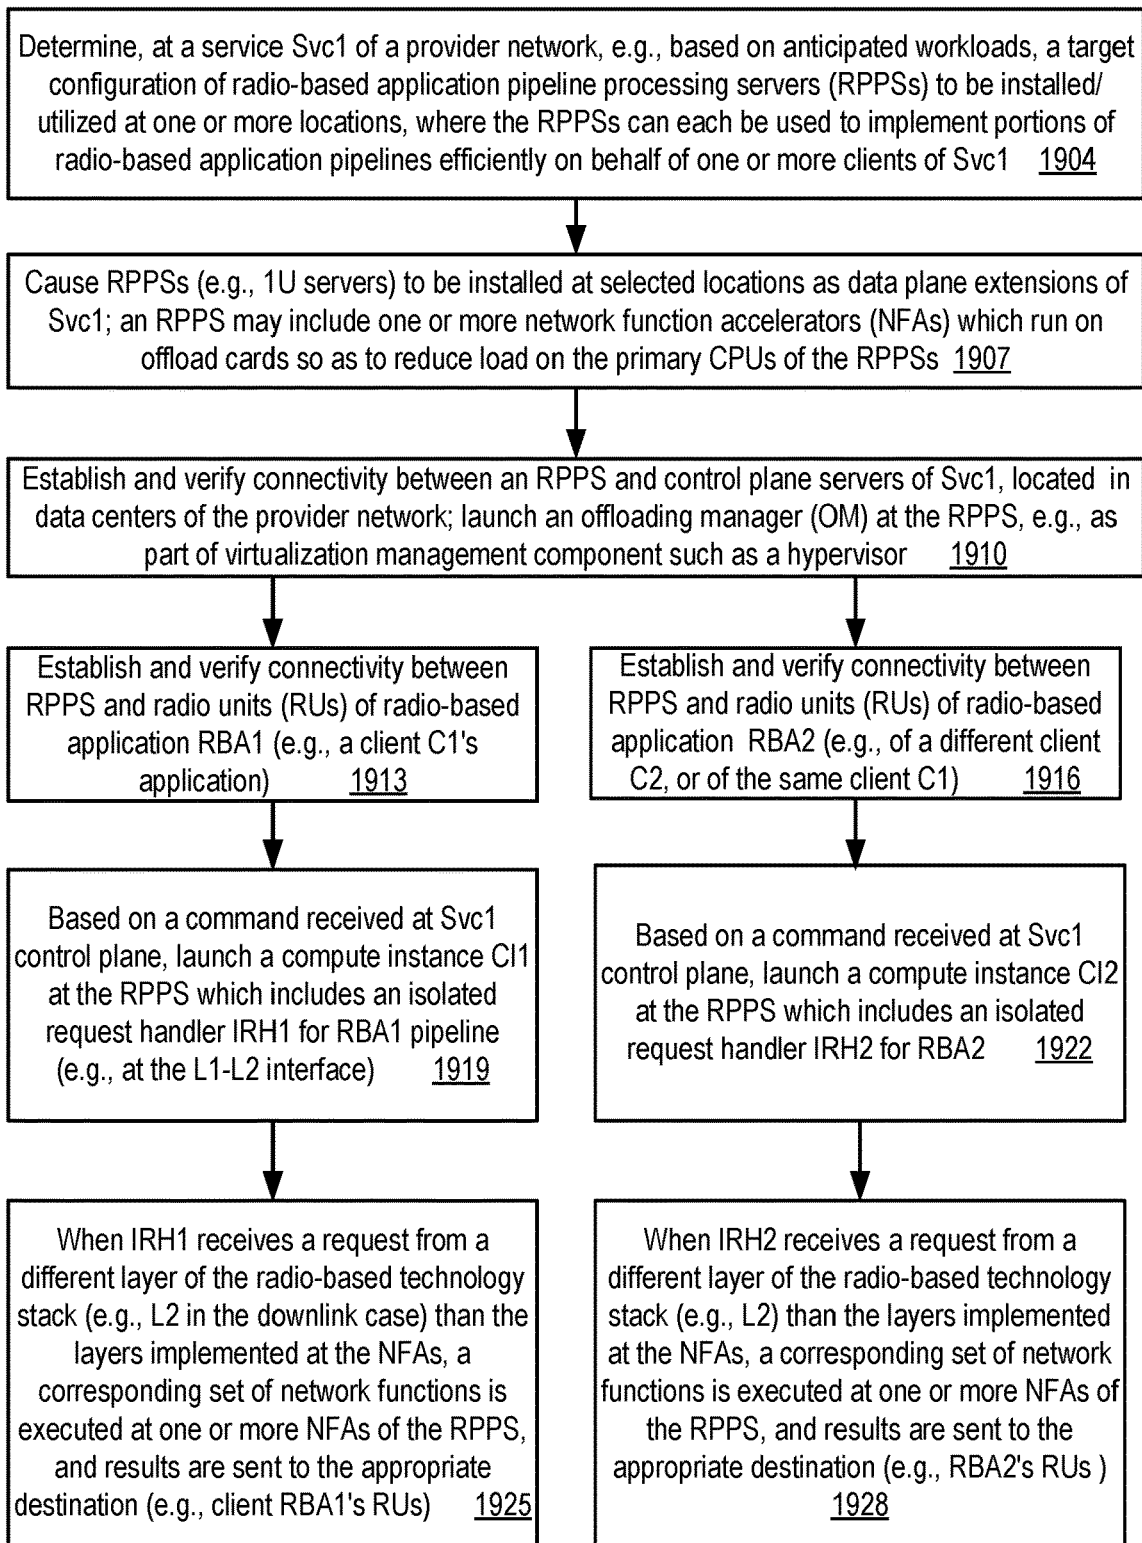 Determine, at a service Svc1 of a provider network, e.g., based on anticipated workloads, a target
configuration of radio-based application pipeline processing servers (RPPSs) to be installed/
utilized at one or more locations, where the RPPSs can each be used to implement portions of
radio-based application pipelines efficiently on behalf of one or more clients of Svc1 1904
Cause RPPSs (e.g., 1U servers) to be installed at selected locations as data plane extensions of
Svc1; an RPPS may include one or more network function accelerators (NFAs) which run on
offload cards so as to reduce load on the primary CPUs of the RPPSs 1907
Establish and verify connectivity between an RPPS and control plane servers of Svc1, located in
data centers of the provider network; launch an offloading manager (OM) at the RPPS, e.g., as
part of virtualization management component such as a hypervisor 1910
Establish and verify connectivity between
RPPS and radio units (RUs) of radio-based
application RBA1 (e.g., a client C1's
application) 1913
Establish and verify connectivity between
RPPS and radio units (RUs) of radio-based
application RBA2 (e.g., of a different client
C2, or of the same client C1) 1916
Based on a command received at Svc1
control plane, launch a compute instance CI1
at the RPPS which includes an isolated
request handler IRH1 for RBA1 pipeline
(e.g., at the L1-L2 interface) 1919
Based on a command received at Svc1
control plane, launch a compute instance CI2
at the RPPS which includes an isolated
request handler IRH2 for RBA2 1922
When IRH1 receives a request from a
different layer of the radio-based technology
stack (e.g., L2 in the downlink case) than the
layers implemented at the NFAs, a
corresponding set of network functions is
executed at one or more NFAs of the RPPS,
and results are sent to the appropriate
destination (e.g., client RBA1's RUs) 1925
When IRH2 receives a request from a
different layer of the radio-based technology
stack (e.g., L2) than the layers implemented
at the NFAs, a corresponding set of network
functions is executed at one or more NFAs of
the RPPS, and results are sent to the
appropriate destination (e.g., RBA2's RUs )
1928